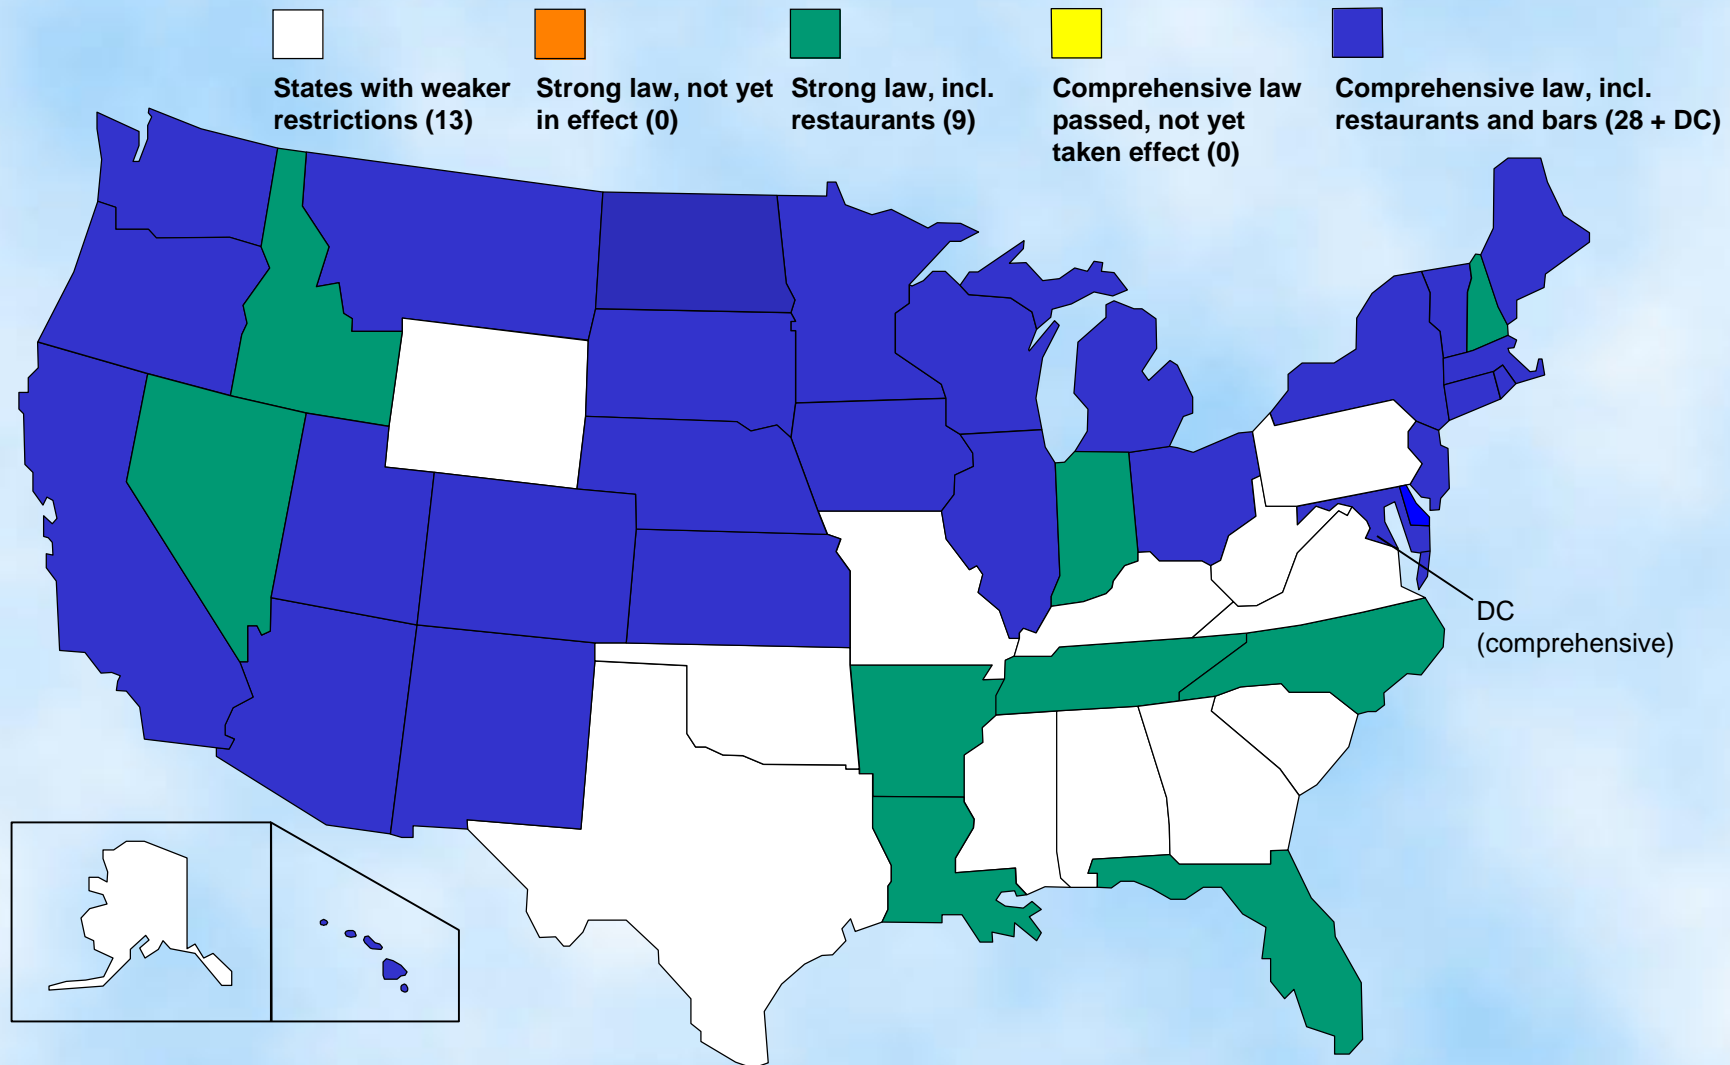 States with weaker
restrictions (13)
Strong law, not yet
in effect (0)
Strong law, incl.
restaurants (9)
Comprehensive law
passed, not yet
taken effect (0)
Comprehensive law, incl.
restaurants and bars (28 + DC)
DC
(comprehensive)